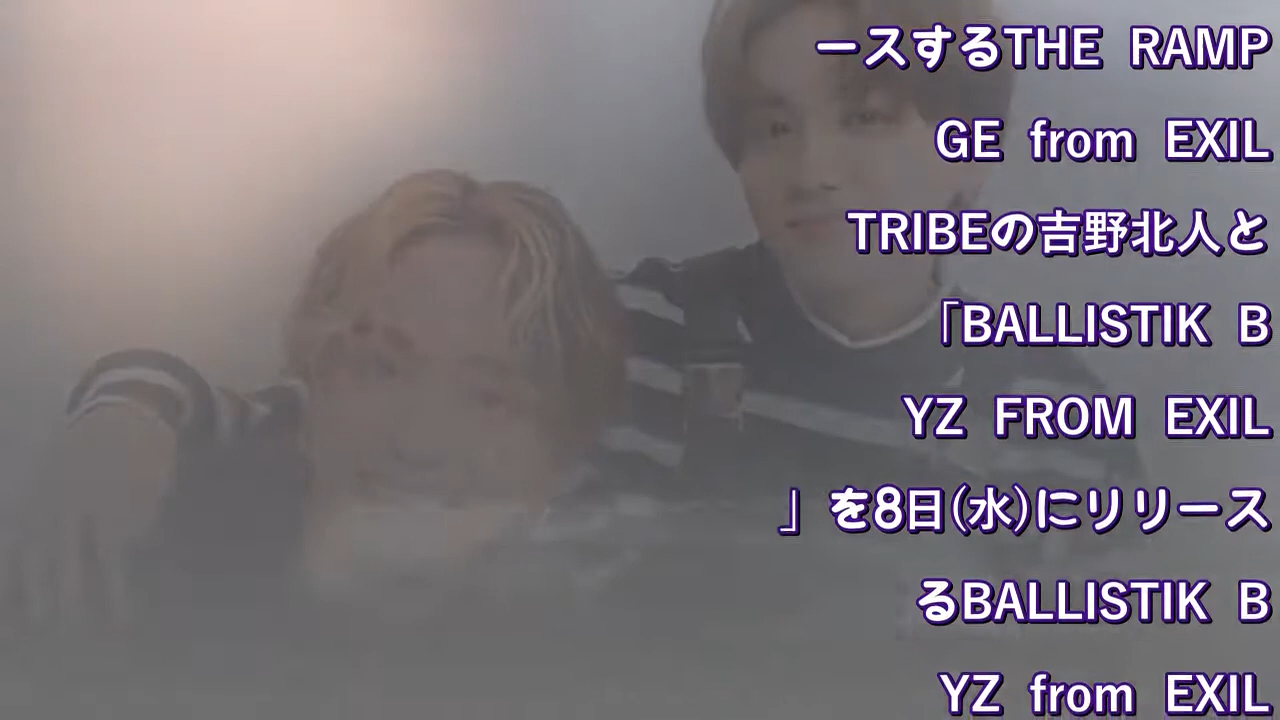 ースするTHE RAMP
GE from EXIL
TRIBEの吉野北人と
「BALLISTIK B
YZ FROM EXIL
」を8日(水)にリリース
るBALLISTIK B
YZ from EXIL